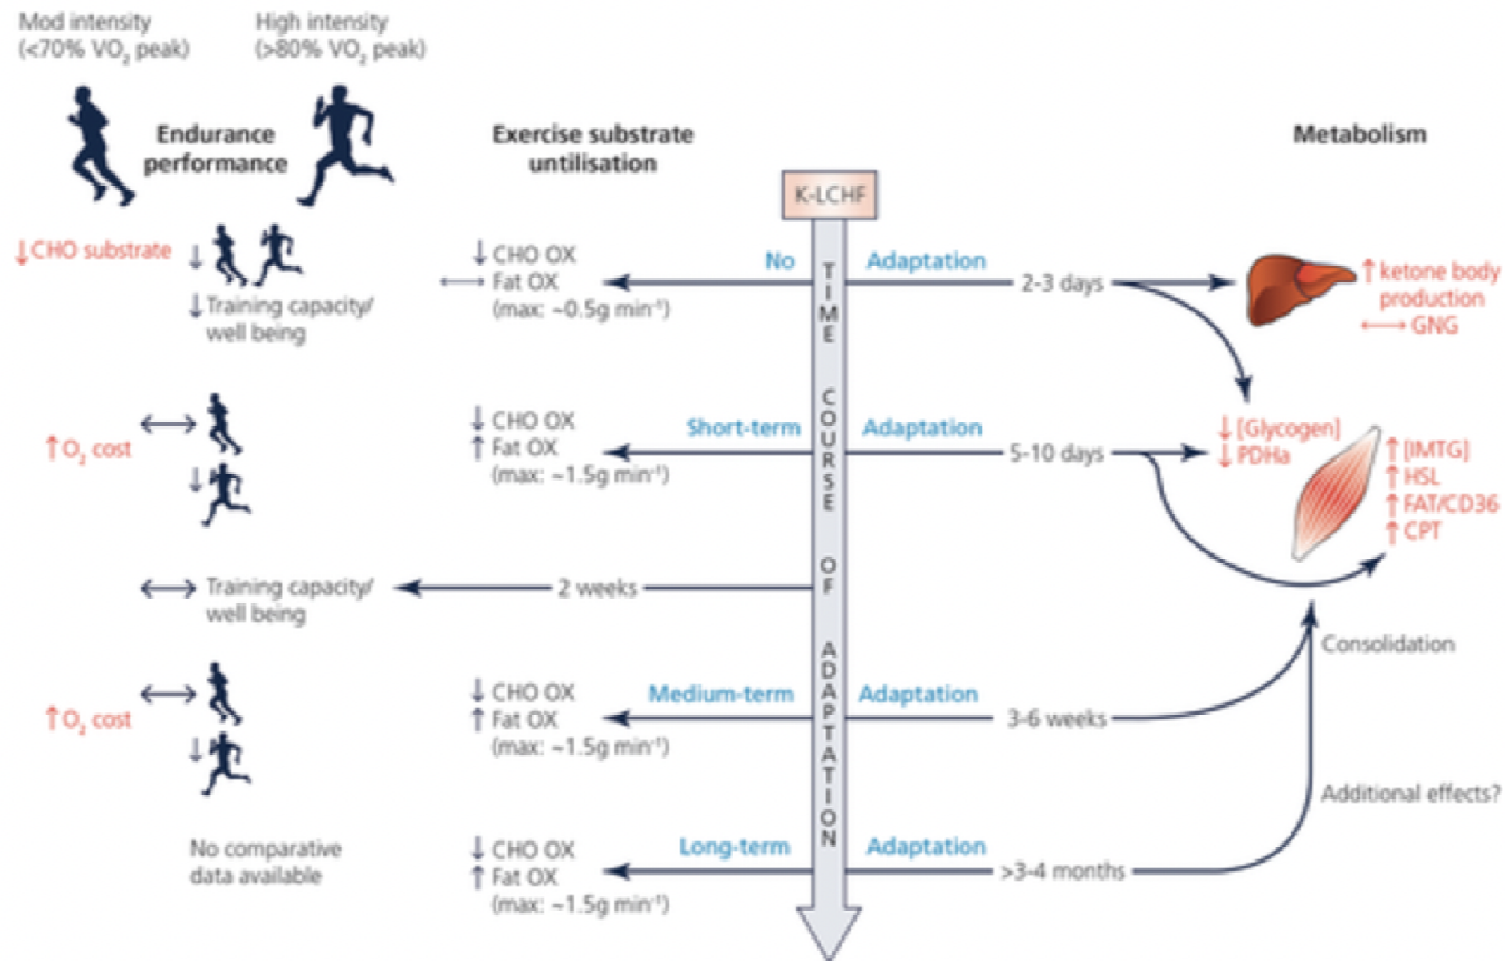 Mod intensity
(<70% VO₂ peak)
High intensity
(>80% VO₂ peak)
Endurance
performance
Exercise substrate
untilisation
Metabolism
K-LCHF
TIME COURSE OF ADAPTATION
↓CHO substrate
↓
↓Training capacity/
well being
↓ CHO OX
↔ Fat OX
(max: ~0.5g min⁻¹)
No
Adaptation
2-3 days
↑ ketone body
production
↔ GNG
↑O₂ cost
↔
↓
↓ CHO OX
↑ Fat OX
(max: ~1.5g min⁻¹)
Short-term
Adaptation
5-10 days
↓ [Glycogen]
↓ PDHa
↑ [IMTG]
↑ HSL
↑ FAT/CD36
↑ CPT
↔ Training capacity/
well being
2 weeks
Consolidation
↑O₂ cost
↔
↓
↓ CHO OX
↑ Fat OX
(max: ~1.5g min⁻¹)
Medium-term
Adaptation
3-6 weeks
Additional effects?
No comparative
data available
↓ CHO OX
↑ Fat OX
(max: ~1.5g min⁻¹)
Long-term
Adaptation
>3-4 months